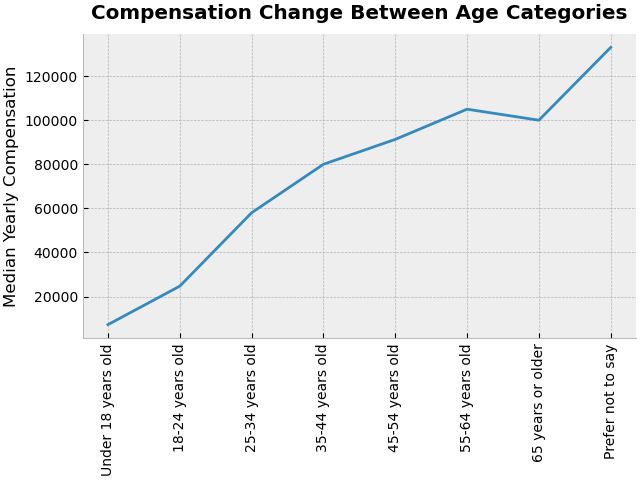 Compensation Change Between Age Categories
Median Yearly Compensation
120000
100000
80000
60000
40000
20000
Under 18 years old
18-24 years old
25-34 years old
35-44 years old
45-54 years old
55-64 years old
65 years or older
Prefer not to say